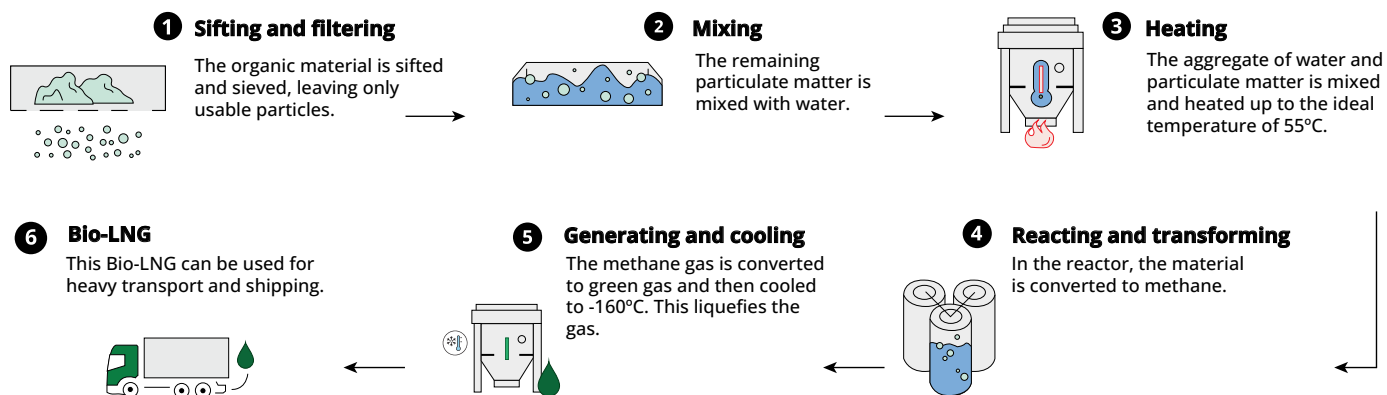 1 Sifting and filtering
The organic material is sifted
and sieved, leaving only
usable particles.
2 Mixing
The remaining
particulate matter is
mixed with water.
3 Heating
The aggregate of water and
particulate matter is mixed
and heated up to the ideal
temperature of 55ºC.
4 Reacting and transforming
In the reactor, the material
is converted to methane.
5 Generating and cooling
The methane gas is converted
to green gas and then cooled
to -160ºC. This liquefies the
gas.
6 Bio-LNG
This Bio-LNG can be used for
heavy transport and shipping.